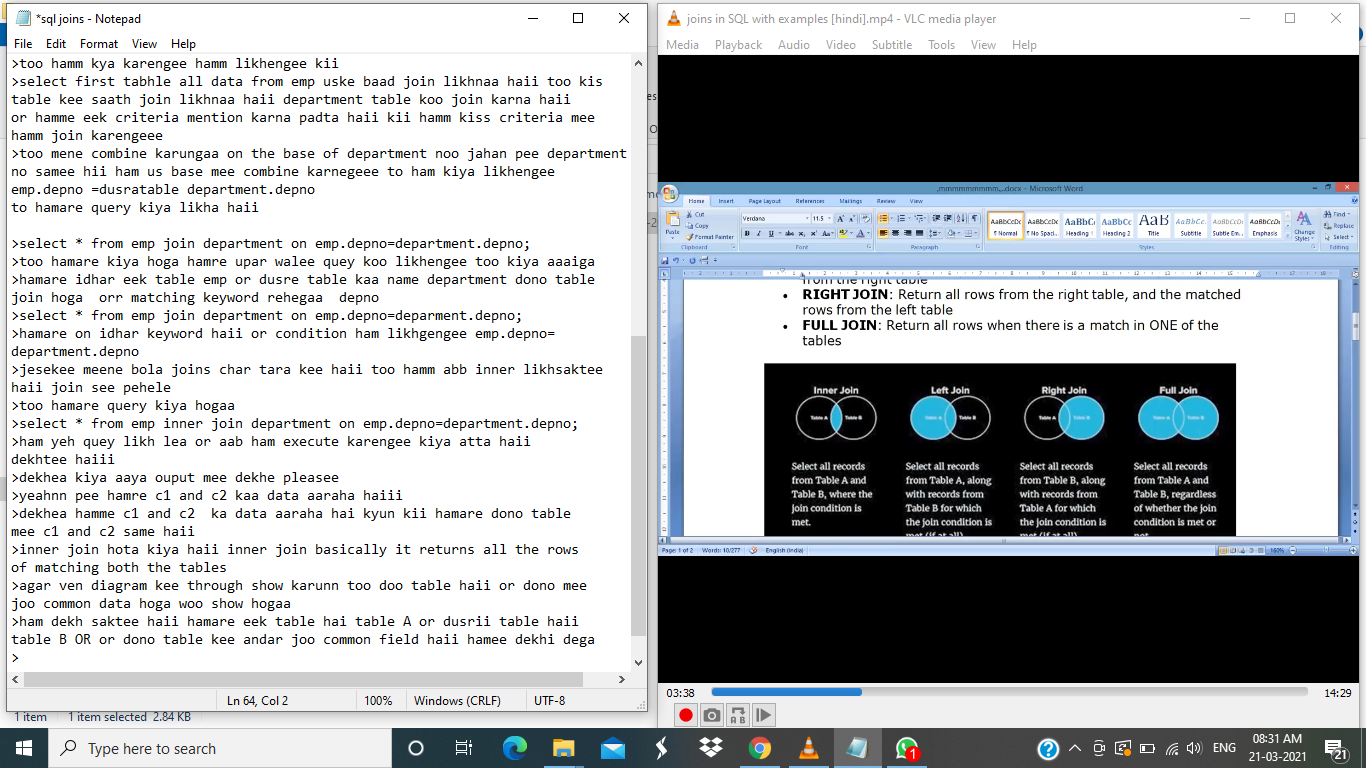 *sql joins - Notepad
File Edit Format View Help
>too hamm kya karengee hamm likhengee kii
>select first tabhle all data from emp uske baad join likhnaa haii too kis
table kee saath join likhnaa haii department table koo join karna haii
or hamme eek criteria mention karna padta haii kii hamm kiss criteria mee
hamm join karengeee
>too mene combine karungaa on the base of department noo jahan pee department
no samee hii ham us base mee combine karnegeee to ham kiya likhengee
emp.depno =dusratable department.depno
to hamare query kiya likha haii
>select * from emp join department on emp.depno=department.depno;
>too hamare kiya hoga hamre upar walee quey koo likhengee too kiya aaaiga
>hamare idhar eek table emp or dusre table kaa name department dono table
join hoga  orr matching keyword rehegaa  depno
>select * from emp join department on emp.depno=deparment.depno;
>hamare on idhar keyword haii or condition ham likhgengee emp.depno=
department.depno
>jesekee meene bola joins char tara kee haii too hamm abb inner likhsaktee
haii join see pehele
>too hamare query kiya hogaa
>select * from emp inner join department on emp.depno=department.depno;
>ham yeh quey likh lea or aab ham execute karengee kiya atta haii
dekhtee haiii
>dekhea kiya aaya ouput mee dekhe pleasee
>yeahnn pee hamre c1 and c2 kaa data aaraha haiii
>dekhea hamme c1 and c2  ka data aaraha hai kyun kii hamare dono table
mee c1 and c2 same haii
>inner join hota kiya haii inner join basically it returns all the rows
of matching both the tables
>agar ven diagram kee through show karunn too doo table haii or dono mee
joo common data hoga woo show hogaa
>ham dekh saktee haii hamare eek table hai table A or dusrii table haii
table B OR or dono table kee andar joo common field haii hamee dekhi dega
>
Ln 64, Col 2 100% Windows (CRLF) UTF-8
1 item 1 item selected 2.84 KB
joins in SQL with examples [hindi].mp4 - VLC media player
Media Playback Audio Video Subtitle Tools View Help
.docx - Microsoft Word
Home Insert Page Layout References Mailings Review View
Paste
Cut
Copy
Format Painter
Clipboard
Verdana 11.5
Font
Paragraph
AaBbCcDc AaBbCcDc AaBbC AaBbCc AaB AaBbCc. AaBbCcDc AaBbCcDc
¶ Normal ¶ No Spaci... Heading 1 Heading 2 Title Subtitle Subtle Em... Emphasis
Change
Styles
Styles
Find
Replace
Select
Editing
from the right table
• RIGHT JOIN: Return all rows from the right table, and the matched
rows from the left table
• FULL JOIN: Return all rows when there is a match in ONE of the
tables
Inner Join Left Join Right Join Full Join
Table A Table B Table A Table B Table A Table B Table A Table B
Select all records
from Table A and
Table B, where the
join condition is
met.
Select all records
from Table A, along
with records from
Table B for which
the join condition is
met (if at all).
Select all records
from Table B, along
with records from
Table A for which
the join condition is
met (if at all).
Select all records
from Table A and
Table B, regardless
of whether the join
condition is met or
not.
Page: 1 of 2 Words: 10/277 English (India) 160%
03:38 14:29
Type here to search
1
ENG
08:31 AM
21-03-2021
21